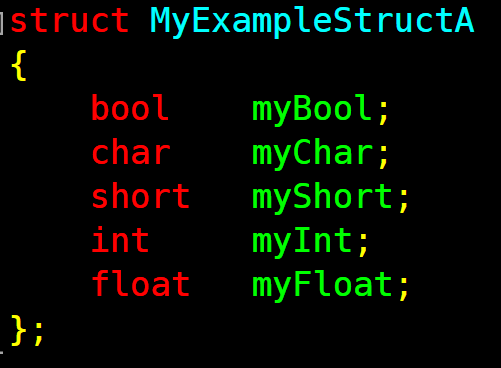 struct MyExampleStructA
{
    bool    myBool;
    char    myChar;
    short   myShort;
    int     myInt;
    float   myFloat;
};